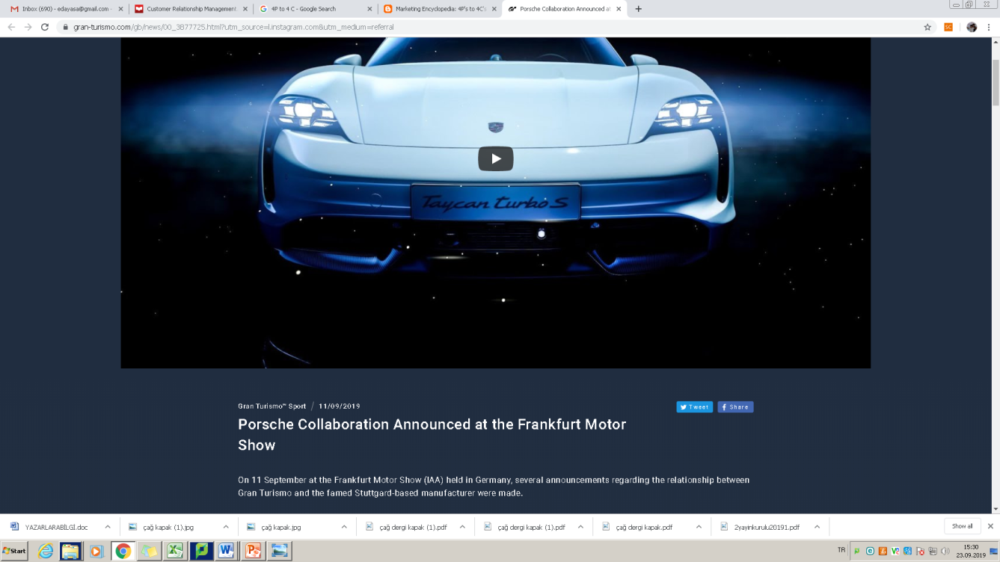 Inbox (690) - edayasa@gmail.com -
Customer Relationship Management
4P to 4 C - Google Search
Marketing Encyclopedia: 4P's to 4C's
Porsche Collaboration Announced at
gran-turismo.com/gb/news/00_3877725.html?utm_source=l.instagram.com&utm_medium=referral
SC
Taycan turbo S
Gran Turismo™ Sport / 11/09/2019
Tweet
Share
Porsche Collaboration Announced at the Frankfurt Motor
Show
On 11 September at the Frankfurt Motor Show (IAA) held in Germany, several announcements regarding the relationship between
Gran Turismo and the famed Stuttgard-based manufacturer were made.
YAZARLARABİLGİ.doc
çağ kapak (1).jpg
çağ kapak.jpg
çağ dergi kapak (1).pdf
çağ dergi kapak (1).pdf
çağ dergi kapak.pdf
2yayinkurulu20191.pdf
Show all
Start
TR
15:30
23.09.2019